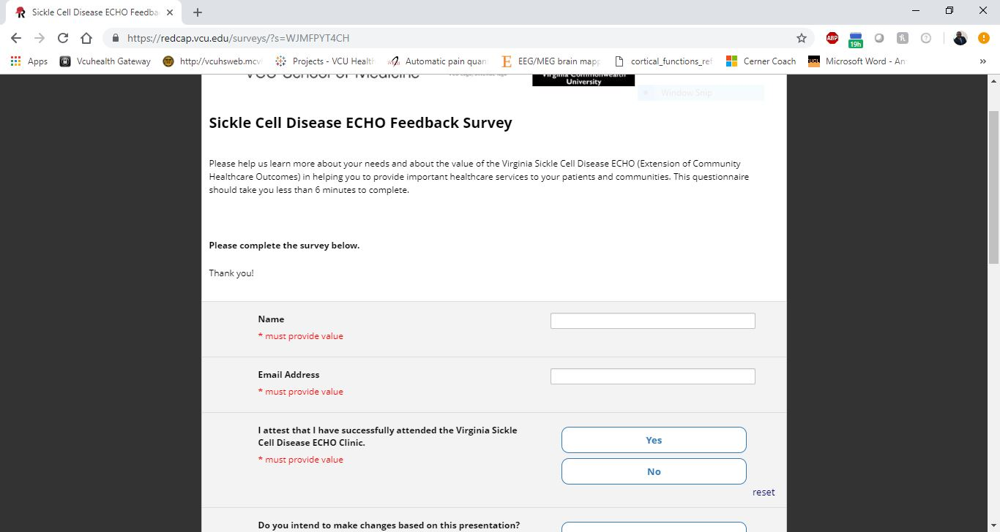 Sickle Cell Disease ECHO Feedba
https://redcap.vcu.edu/surveys/?s=WJMFPYT4CH
ABP
19h
Apps
Vcuhealth Gateway
http://vcuhsweb.mcv
Projects - VCU Health
Automatic pain quan
EEG/MEG brain mapp
cortical_functions_ref
Cerner Coach
Microsoft Word - An
»
VCU School of Medicine
Virginia Commonwealth
University
Window Snip
Sickle Cell Disease ECHO Feedback Survey
Please help us learn more about your needs and about the value of the Virginia Sickle Cell Disease ECHO (Extension of Community
Healthcare Outcomes) in helping you to provide important healthcare services to your patients and communities. This questionnaire
should take you less than 6 minutes to complete.
Please complete the survey below.
Thank you!
Name
* must provide value
Email Address
* must provide value
I attest that I have successfully attended the Virginia Sickle
Cell Disease ECHO Clinic.
* must provide value
Yes
No
reset
Do you intend to make changes based on this presentation?